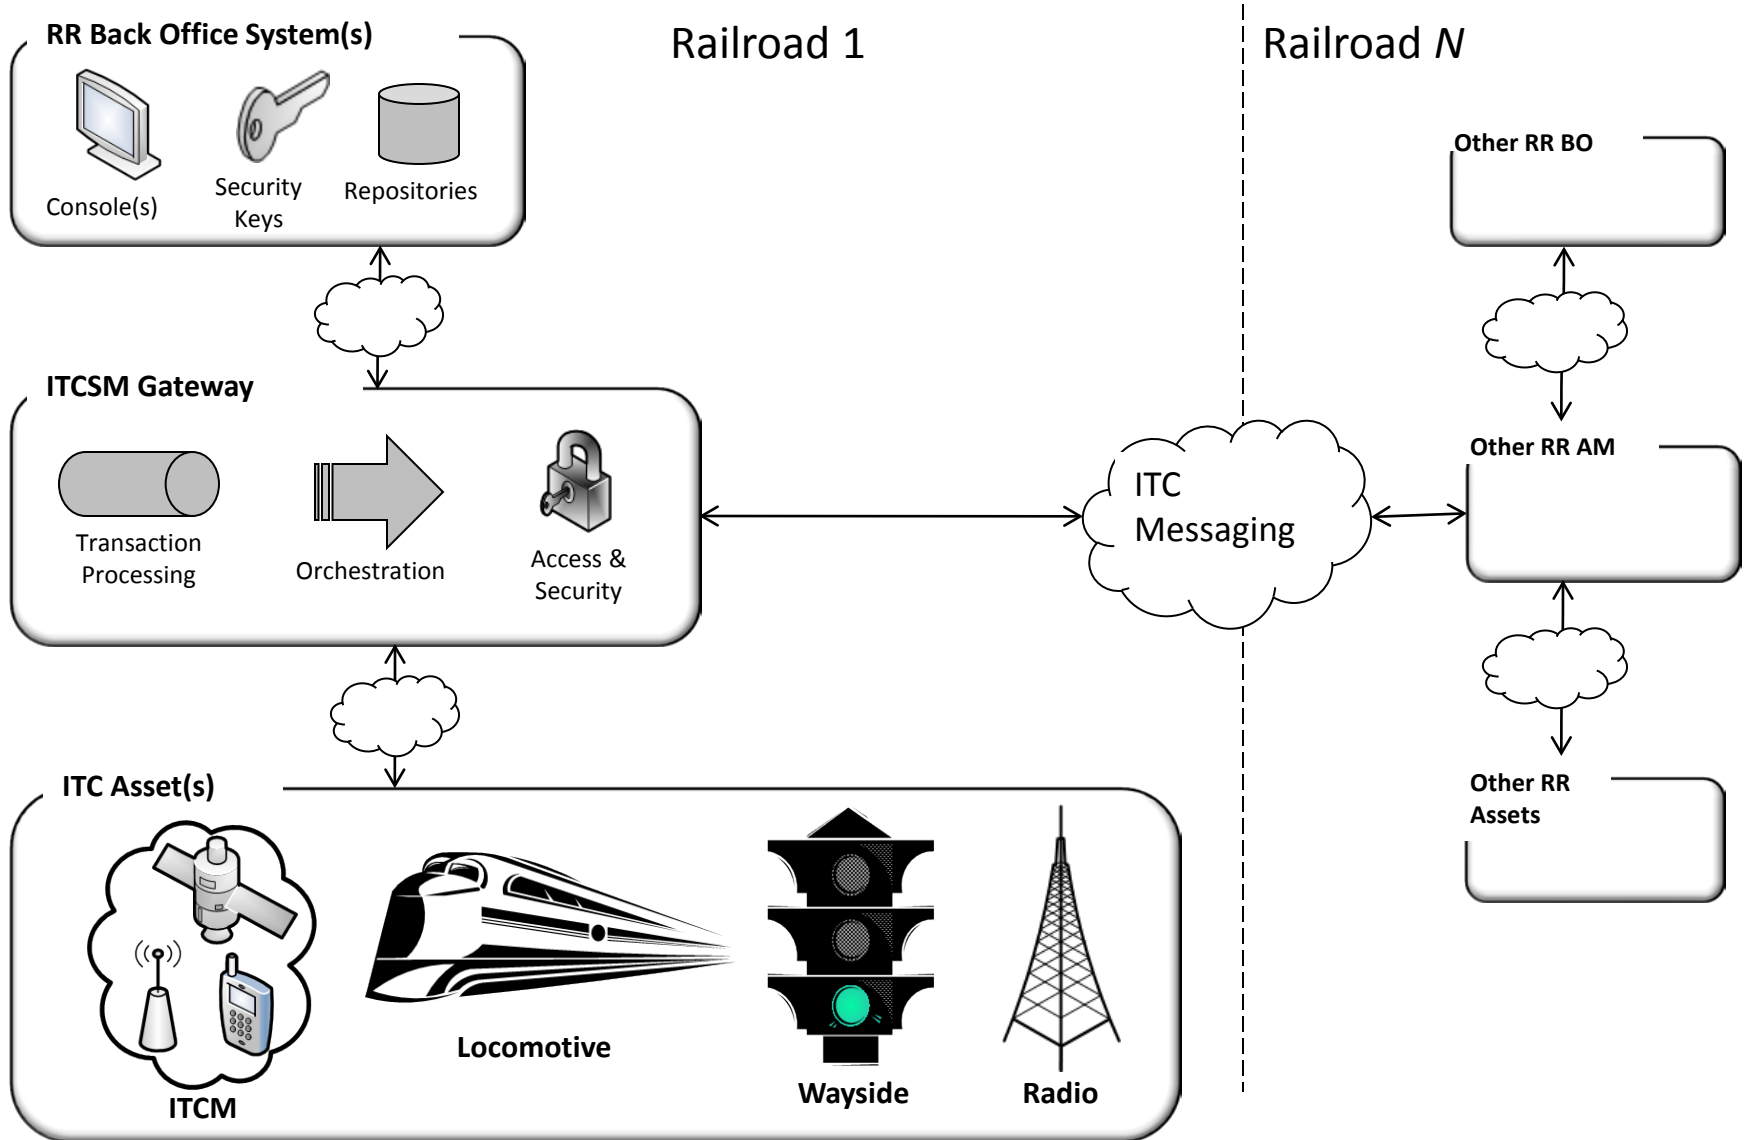 RR Back Office System(s)
Console(s)
Security
Keys
Repositories
Railroad 1
Railroad N
ITCSM Gateway
Transaction
Processing
Orchestration
Access &
Security
ITC
Messaging
Other RR BO
Other RR AM
Other RR
Assets
ITC Asset(s)
ITCM
Locomotive
Wayside
Radio